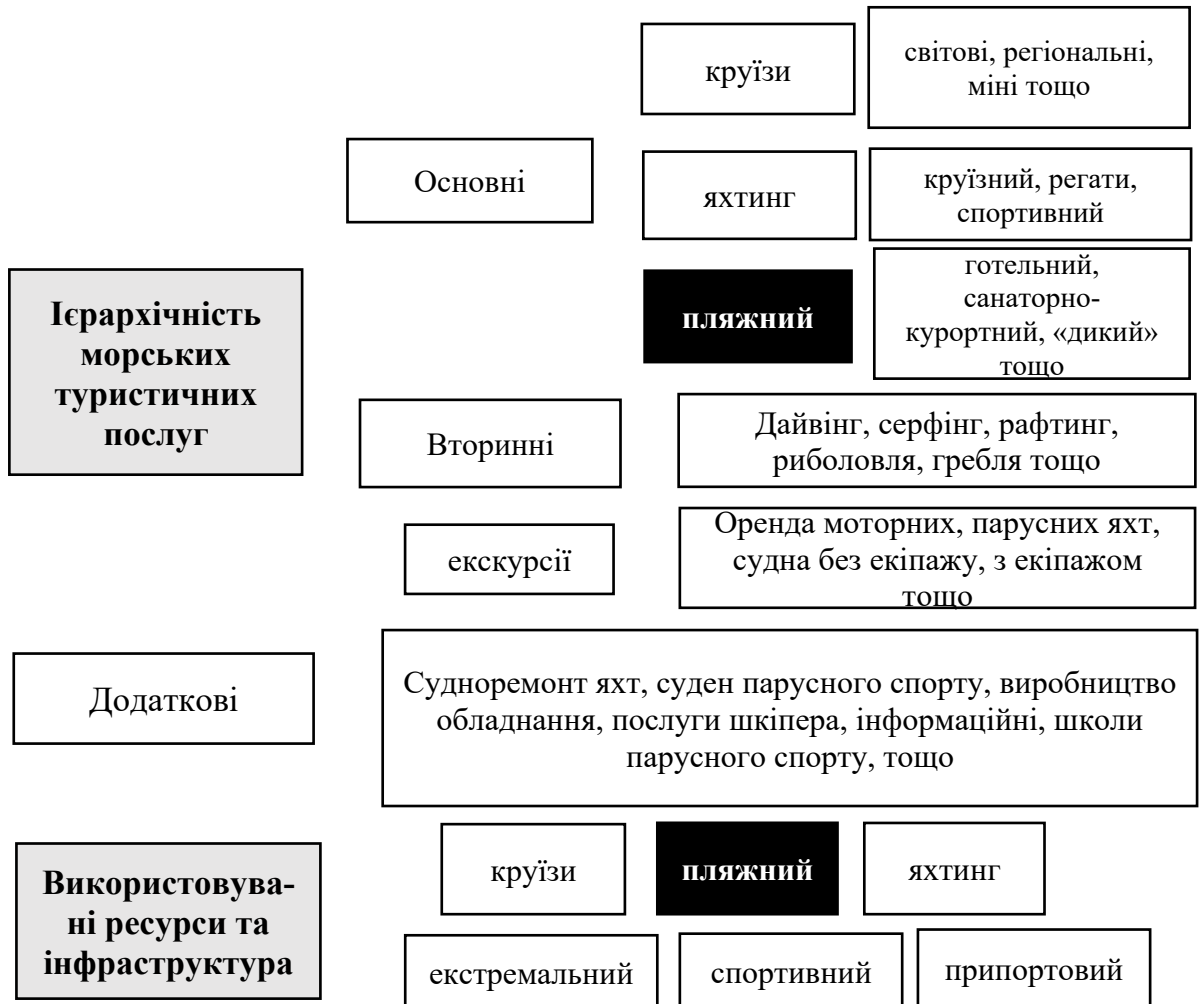 круїзи
світові, регіональні,
міні тощо
Основні
яхтинг
круїзний, регати,
спортивний
Ієрархічність
морських
туристичних
послуг
пляжний
готельний,
санаторно-
курортний, «дикий»
тощо
Вторинні
Дайвінг, серфінг, рафтинг,
риболовля, гребля тощо
екскурсії
Оренда моторних, парусних яхт,
судна без екіпажу, з екіпажом
тощо
Додаткові
Судноремонт яхт, суден парусного спорту, виробництво
обладнання, послуги шкіпера, інформаційні, школи
парусного спорту, тощо
Використовува-
ні ресурси та
інфраструктура
круїзи
пляжний
яхтинг
екстремальний
спортивний
припортовий